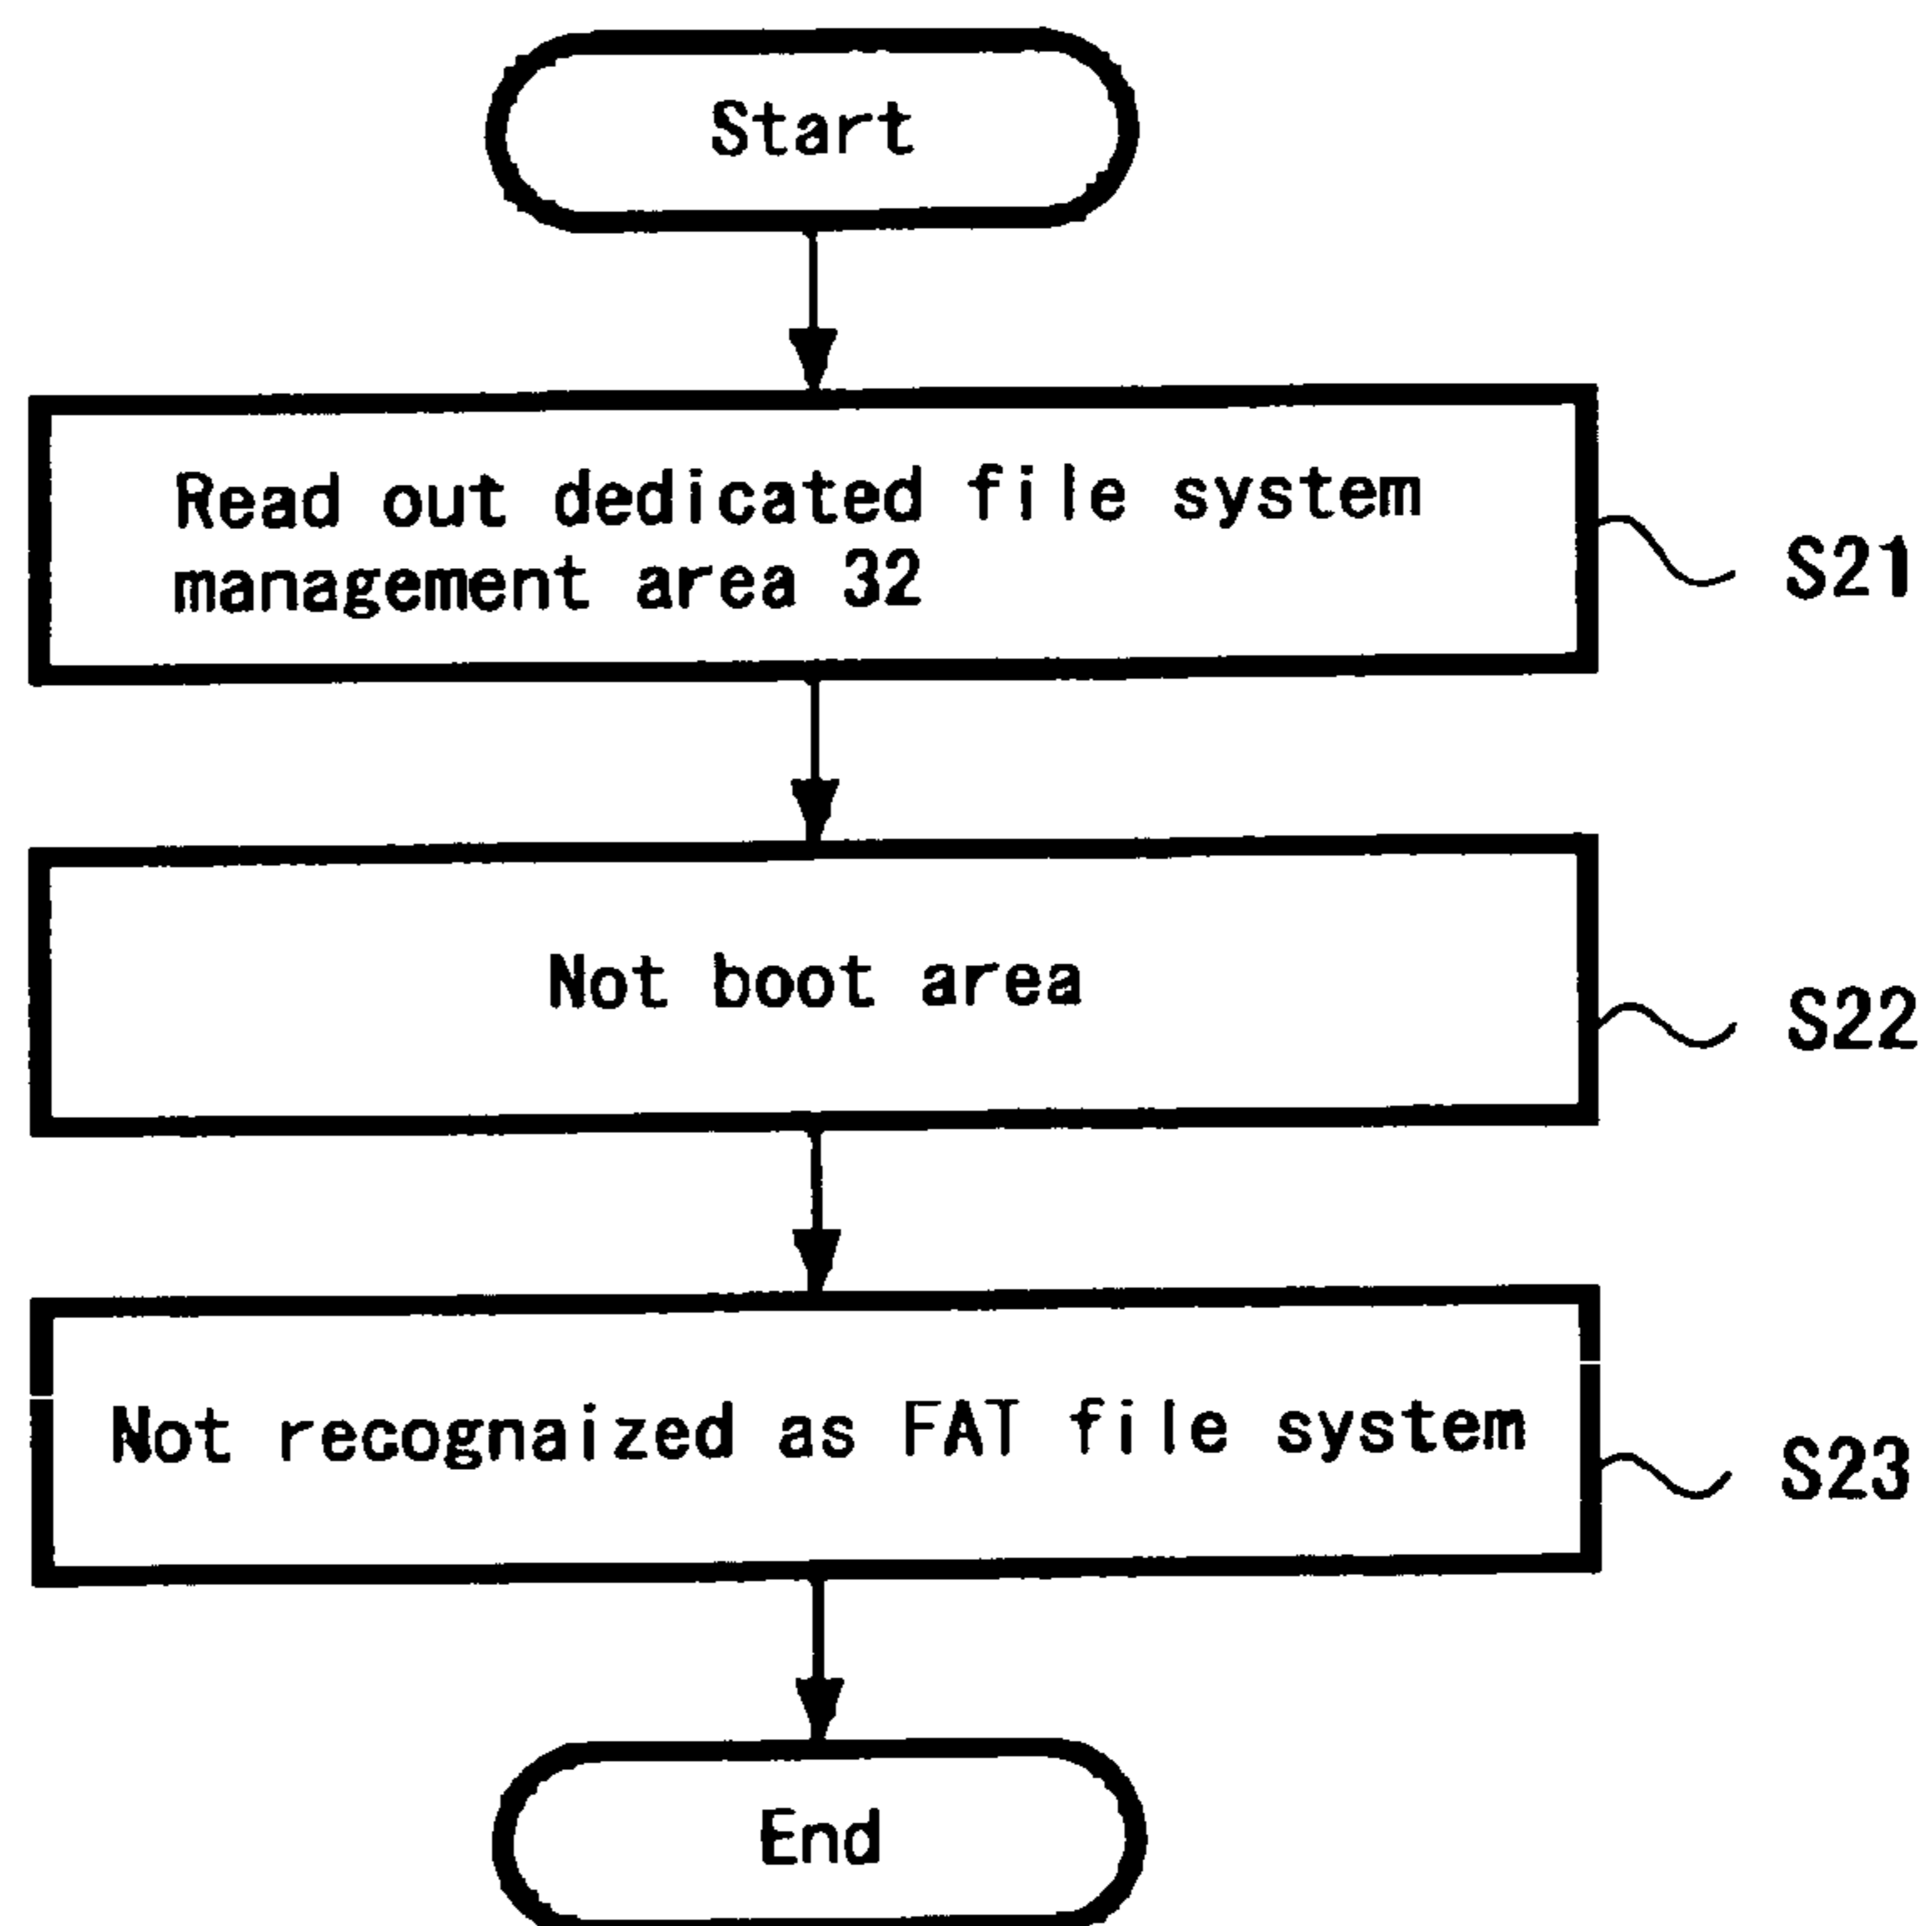 Start
Read out dedicated file system
management area 32
S21
Not boot area
S22
Not recognaized as FAT file system
S23
End